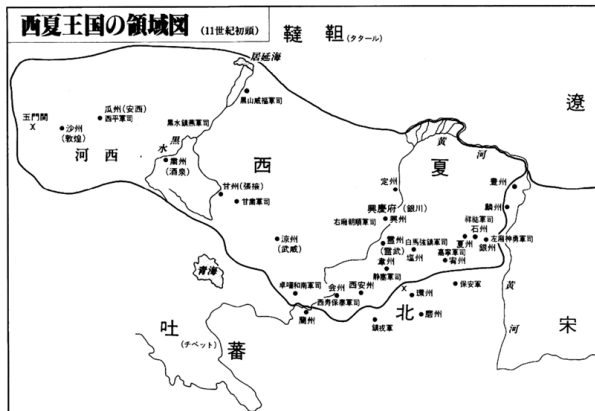 西夏王国の領域図 (11世紀初頭)
韃靼(タタール)
遼
居延海
黒山威福軍司
瓜州(安西)
西平軍司
玉門関
沙州
(敦煌)
河西
黒水鎮燕軍司
黒水
粛州
(酒泉)
西
夏
黄河
甘州(張掖)
甘粛軍司
定州
豊州
麟州
興慶府(銀川)
興州
右廂朝順軍司
祥祐軍司
石州
夏州
銀州
左廂神勇軍司
涼州
(武威)
霊州
(霊武)
白馬強鎮軍司
塩州
嘉寧軍司
宥州
韋州
静塞軍司
青海
卓囉和南軍司
会州
西安州
西寿保泰軍司
蘭州
環州
保安軍
北
鎮戎軍
黄河
宋
吐蕃
(チベット)